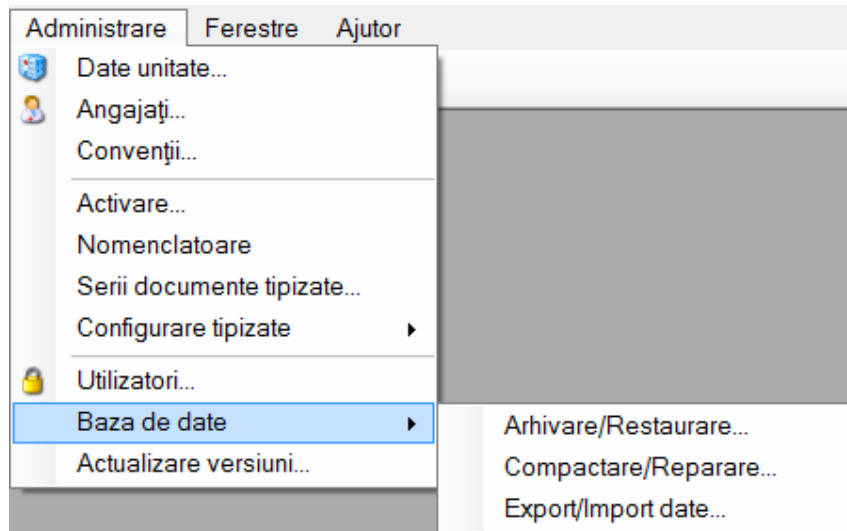 Administrare Ferestre Ajutor
Date unitate...
Angajaţi...
Convenţii...
Activare...
Nomenclatoare
Serii documente tipizate...
Configurare tipizate
Utilizatori...
Baza de date
Actualizare versiuni...
Arhivare/Restaurare...
Compactare/Reparare...
Export/Import date...